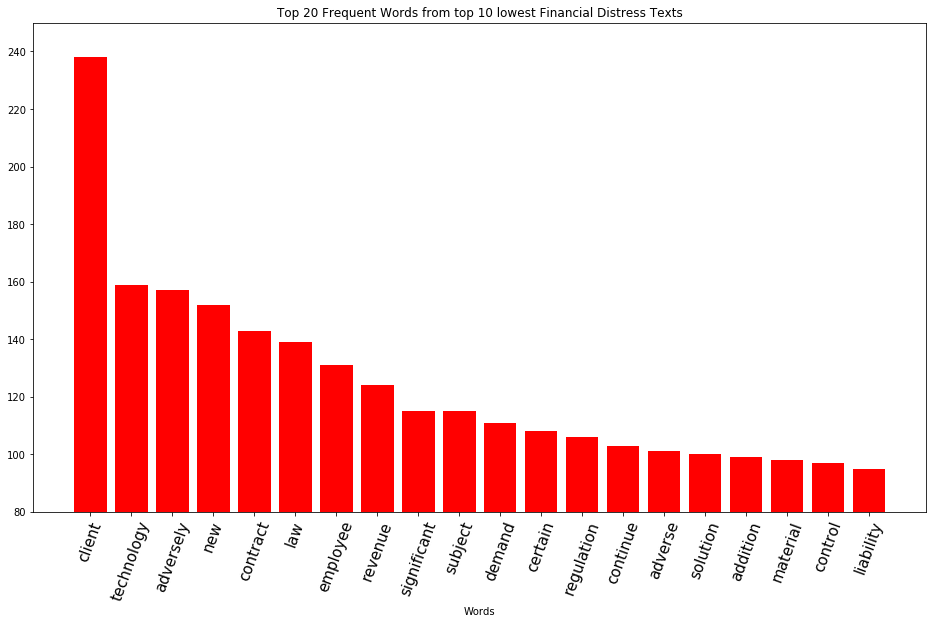 Top 20 Frequent Words from top 10 lowest Financial Distress Texts
240
220
200
180
160
140
120
100
80
client
technology
adversely
new
contract
law
employee
revenue
significant
subject
demand
certain
regulation
continue
adverse
solution
addition
material
control
liability
Words